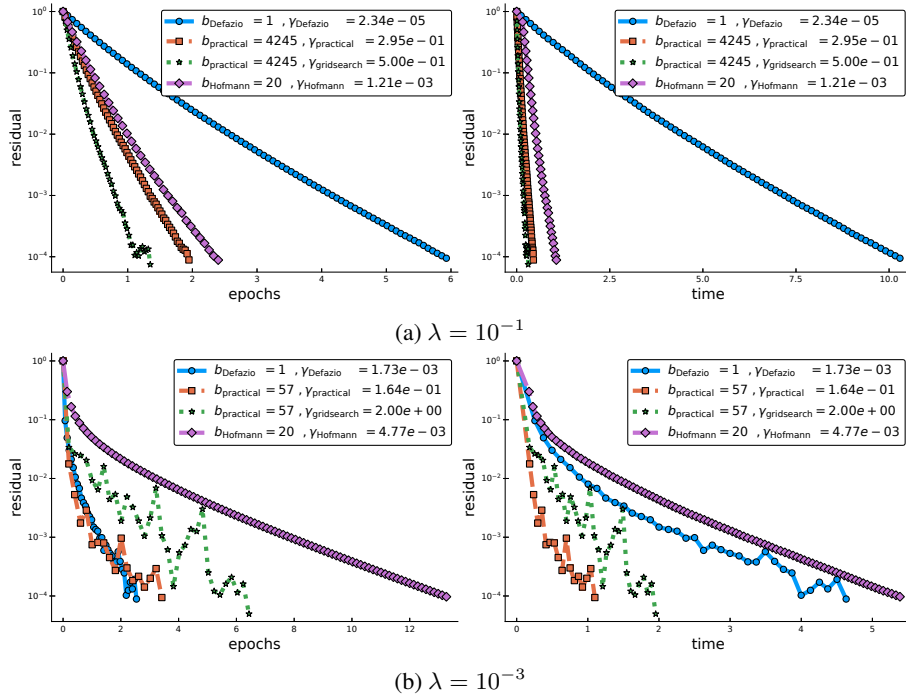 b_Defazio = 1 , γ_Defazio = 2.34e − 05
b_practical = 4245 , γ_practical = 2.95e − 01
b_practical = 4245 , γ_gridsearch = 5.00e − 01
b_Hofmann = 20 , γ_Hofmann = 1.21e − 03
residual
10^0
10^−1
10^−2
10^−3
10^−4
0 1 2 3 4 5 6
epochs
b_Defazio = 1 , γ_Defazio = 2.34e − 05
b_practical = 4245 , γ_practical = 2.95e − 01
b_practical = 4245 , γ_gridsearch = 5.00e − 01
b_Hofmann = 20 , γ_Hofmann = 1.21e − 03
residual
10^0
10^−1
10^−2
10^−3
10^−4
0.0 2.5 5.0 7.5 10.0
time
(a) λ = 10^−1
b_Defazio = 1 , γ_Defazio = 1.73e − 03
b_practical = 57 , γ_practical = 1.64e − 01
b_practical = 57 , γ_gridsearch = 2.00e + 00
b_Hofmann = 20 , γ_Hofmann = 4.77e − 03
residual
10^0
10^−1
10^−2
10^−3
10^−4
0 2 4 6 8 10 12
epochs
b_Defazio = 1 , γ_Defazio = 1.73e − 03
b_practical = 57 , γ_practical = 1.64e − 01
b_practical = 57 , γ_gridsearch = 2.00e + 00
b_Hofmann = 20 , γ_Hofmann = 4.77e − 03
residual
10^0
10^−1
10^−2
10^−3
10^−4
0 1 2 3 4 5
time
(b) λ = 10^−3